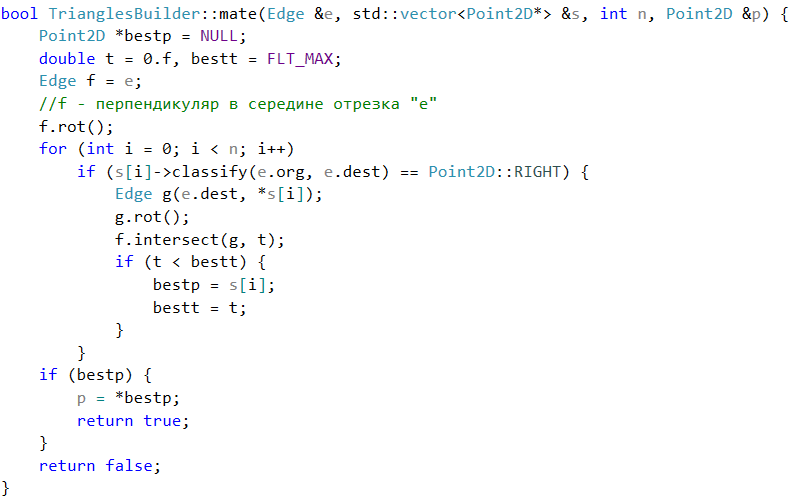 bool TrianglesBuilder::mate(Edge &e, std::vector<Point2D*> &s, int n, Point2D &p) {
    Point2D *bestp = NULL;
    double t = 0.f, bestt = FLT_MAX;
    Edge f = e;
    //f - перпендикуляр в середине отрезка "e"
    f.rot();
    for (int i = 0; i < n; i++)
        if (s[i]->classify(e.org, e.dest) == Point2D::RIGHT) {
            Edge g(e.dest, *s[i]);
            g.rot();
            f.intersect(g, t);
            if (t < bestt) {
                bestp = s[i];
                bestt = t;
            }
        }
    if (bestp) {
        p = *bestp;
        return true;
    }
    return false;
}